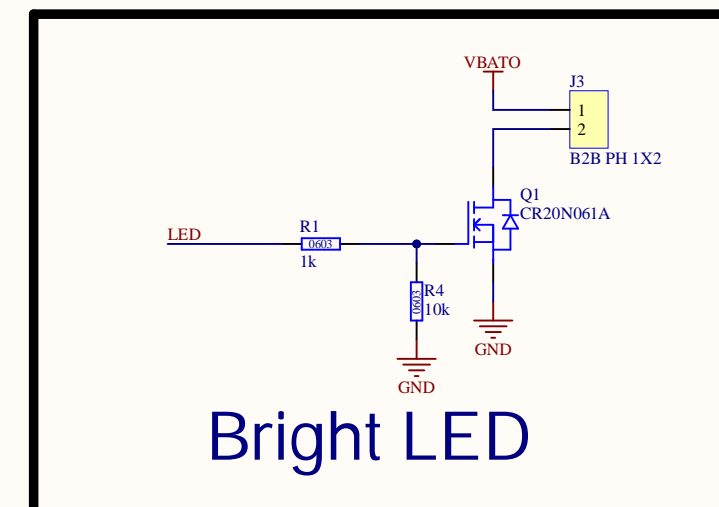 VBATO
J3
1
2
B2B PH 1X2
Q1
CR20N061A
LED
R1
0603
1k
R4
0603
10k
GND
GND
Bright LED